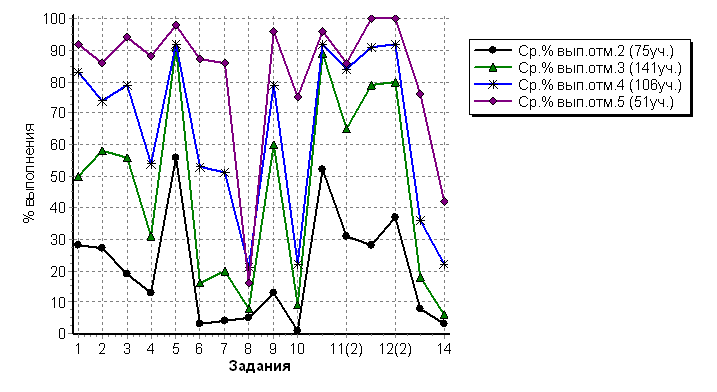 100
90
80
70
60
50
40
30
20
10
0
% выполнения
1 2 3 4 5 6 7 8 9 10 11(2) 12(2) 14
Задания
Ср.% вып.отм.2 (75уч.)
Ср.% вып.отм.3 (141уч.)
Ср.% вып.отм.4 (106уч.)
Ср.% вып.отм.5 (51уч.)